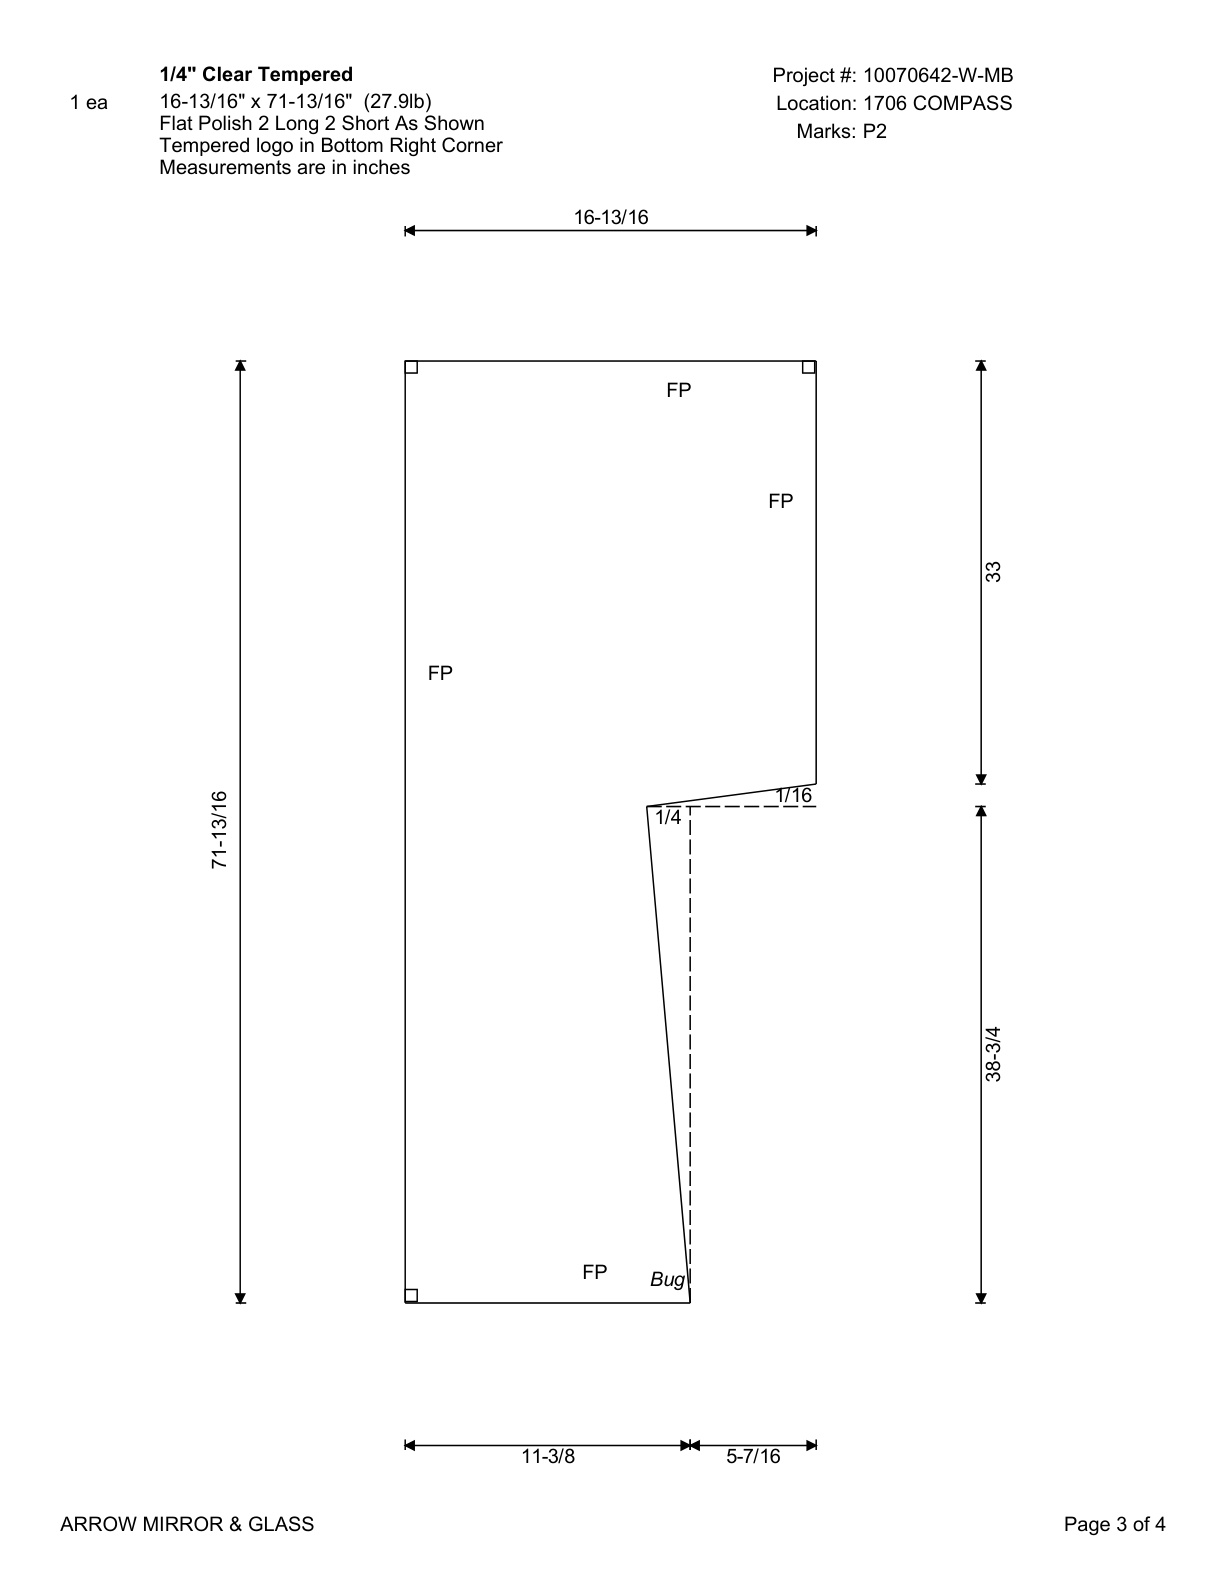 1/4" Clear Tempered
Project #: 10070642-W-MB
1 ea
16-13/16" x 71-13/16" (27.9lb)
Location: 1706 COMPASS
Flat Polish 2 Long 2 Short As Shown
Marks: P2
Tempered logo in Bottom Right Corner
Measurements are in inches
16-13/16
FP
FP
33
FP
1/16
1/4
71-13/16
38-3/4
FP
Bug
11-3/8
5-7/16
ARROW MIRROR & GLASS
Page 3 of 4